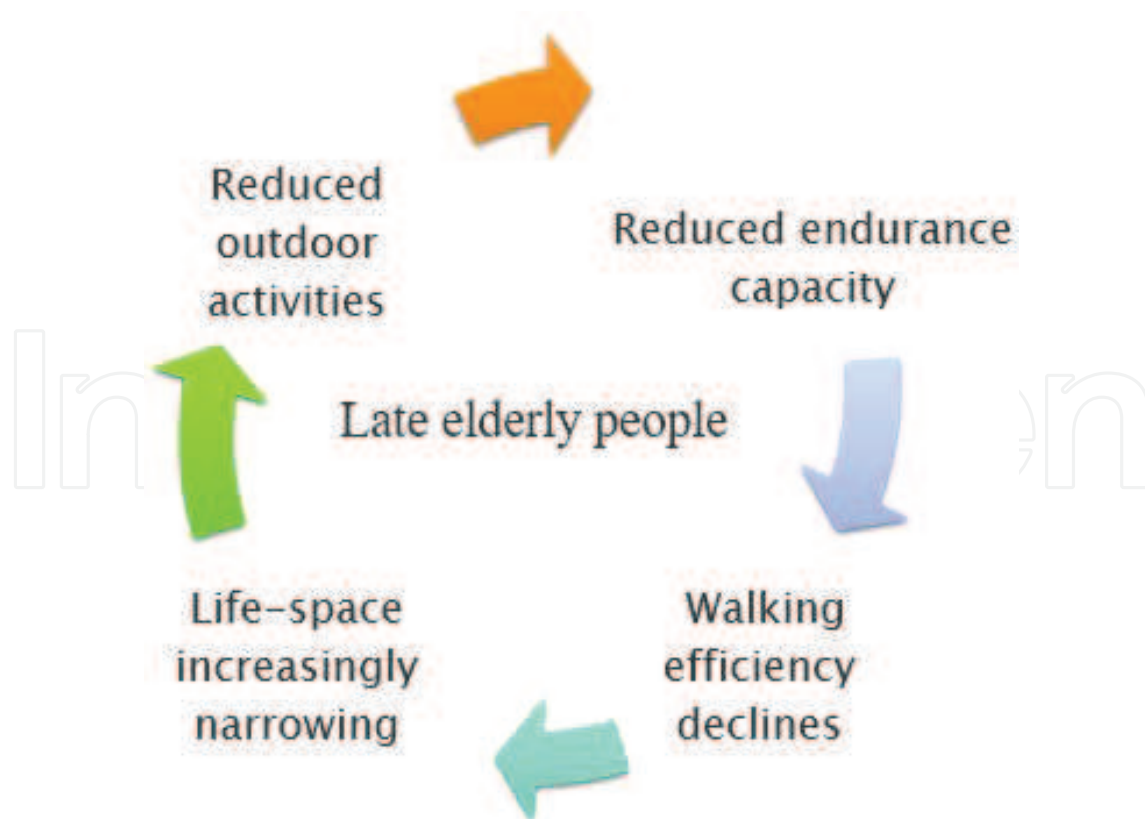 Reduced
outdoor
activities
Reduced endurance
capacity
Late elderly people
Life-space
increasingly
narrowing
Walking
efficiency
declines